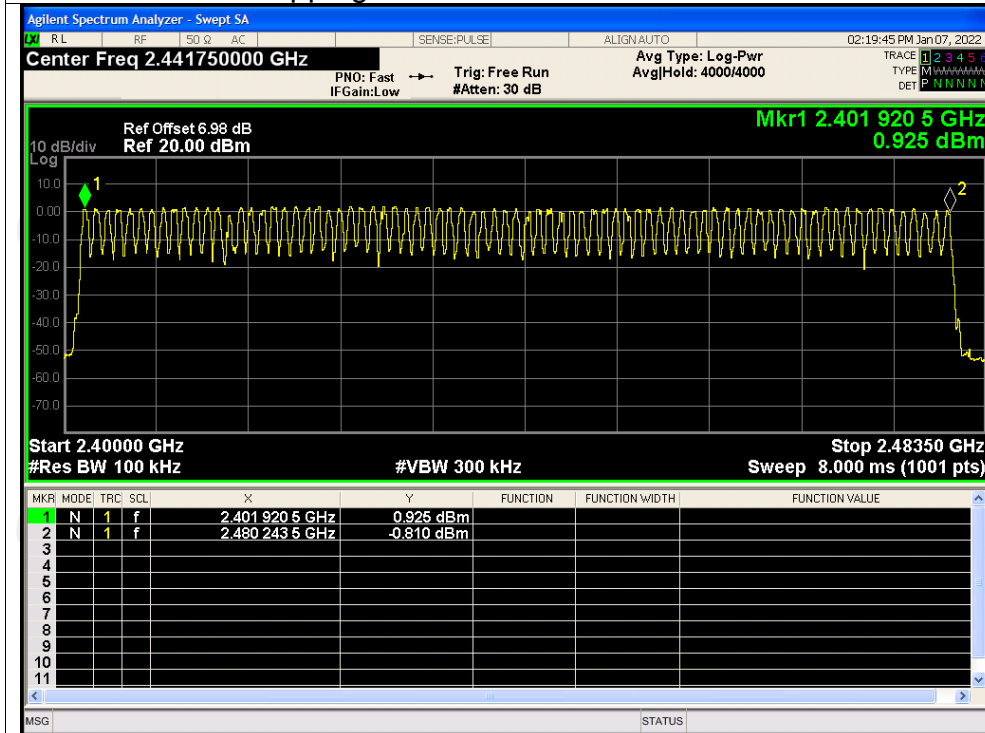 Agilent Spectrum Analyzer - Swept SA
LXI RL RF 50 Ω AC SENSE:PULSE ALIGNAUTO 02:19:45 PM Jan 07, 2022
Center Freq 2.441750000 GHz
PNO: Fast
IFGain:Low
Trig: Free Run
#Atten: 30 dB
Avg Type: Log-Pwr
Avg|Hold: 4000/4000
TRACE 1 2 3 4 5 6
TYPE M
DET P N N N N N
Mkr1 2.401 920 5 GHz
0.925 dBm
Ref Offset 6.98 dB
10 dB/div Ref 20.00 dBm
Log
10.0
0.00
-10.0
-20.0
-30.0
-40.0
-50.0
-60.0
-70.0
1
2
Start 2.40000 GHz Stop 2.48350 GHz
#Res BW 100 kHz #VBW 300 kHz Sweep 8.000 ms (1001 pts)
MKR MODE TRC SCL X Y FUNCTION FUNCTION WIDTH FUNCTION VALUE
1 N 1 f 2.401 920 5 GHz 0.925 dBm
2 N 1 f 2.480 243 5 GHz -0.810 dBm
3
4
5
6
7
8
9
10
11
MSG STATUS